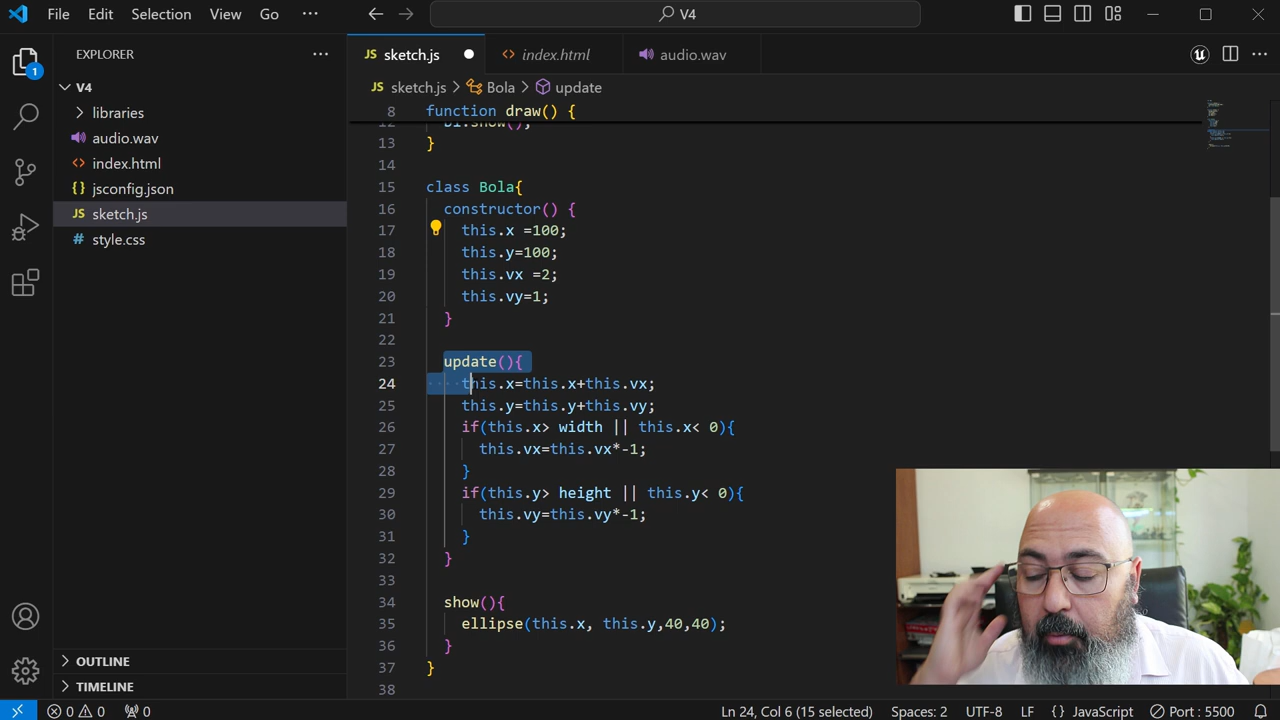 File Edit Selection View Go ··· V4
EXPLORER ···
V4
libraries
audio.wav
index.html
{} jsconfig.json
JS sketch.js
# style.css
OUTLINE
TIMELINE
1
JS sketch.js <> index.html audio.wav
JS sketch.js > Bola > update
8 function draw() {
13 }
14
15 class Bola{
16 constructor() {
17 this.x =100;
18 this.y=100;
19 this.vx =2;
20 this.vy=1;
21 }
22
23 update(){
24 this.x=this.x+this.vx;
25 this.y=this.y+this.vy;
26 if(this.x> width || this.x< 0){
27 this.vx=this.vx*-1;
28 }
29 if(this.y> height || this.y< 0){
30 this.vy=this.vy*-1;
31 }
32 }
33
34 show(){
35 ellipse(this.x, this.y,40,40);
36 }
37 }
38
0 0 0 Ln 24, Col 6 (15 selected) Spaces: 2 UTF-8 LF {} JavaScript Port : 5500